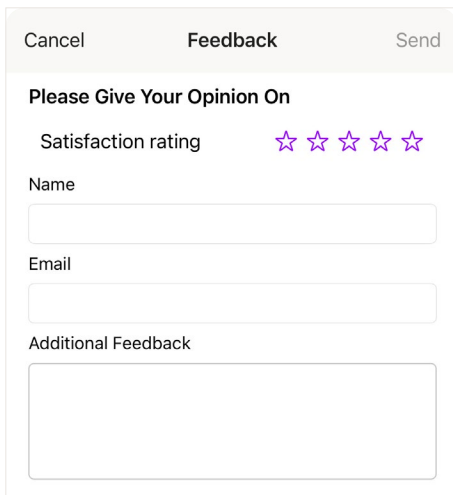 Cancel Feedback Send
Please Give Your Opinion On
Satisfaction rating
Name
Email
Additional Feedback